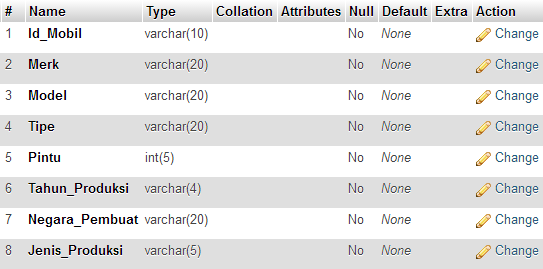 # Name Type Collation Attributes Null Default Extra Action
1 Id_Mobil varchar(10) No None Change
2 Merk varchar(20) No None Change
3 Model varchar(20) No None Change
4 Tipe varchar(20) No None Change
5 Pintu int(5) No None Change
6 Tahun_Produksi varchar(4) No None Change
7 Negara_Pembuat varchar(20) No None Change
8 Jenis_Produksi varchar(5) No None Change